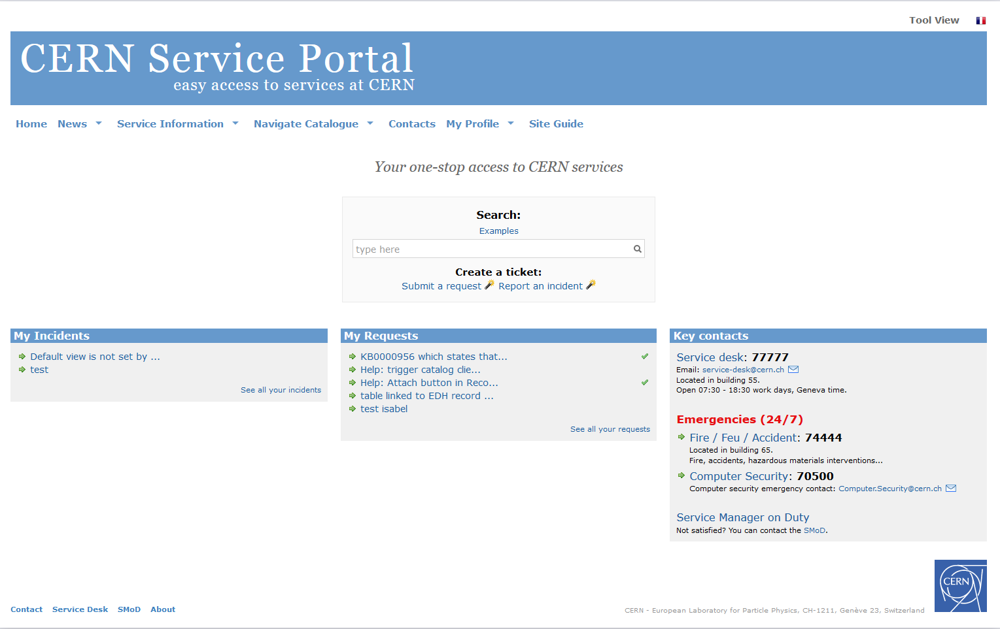 Tool View
CERN Service Portal
easy access to services at CERN
Home News Service Information Navigate Catalogue Contacts My Profile Site Guide
Your one-stop access to CERN services
Search:
Examples
type here
Create a ticket:
Submit a request Report an incident
My Incidents
Default view is not set by ...
test
See all your incidents
My Requests
KB0000956 which states that...
Help: trigger catalog clie...
Help: Attach button in Reco...
table linked to EDH record ...
test isabel
See all your requests
Key contacts
Service desk: 77777
Email: service-desk@cern.ch
Located in building 55.
Open 07:30 - 18:30 work days, Geneva time.
Emergencies (24/7)
Fire / Feu / Accident: 74444
Located in building 65.
Fire, accidents, hazardous materials interventions...
Computer Security: 70500
Computer security emergency contact: Computer.Security@cern.ch
Service Manager on Duty
Not satisfied? You can contact the SMoD.
CERN
Contact Service Desk SMoD About
CERN - European Laboratory for Particle Physics, CH-1211, Genève 23, Switzerland